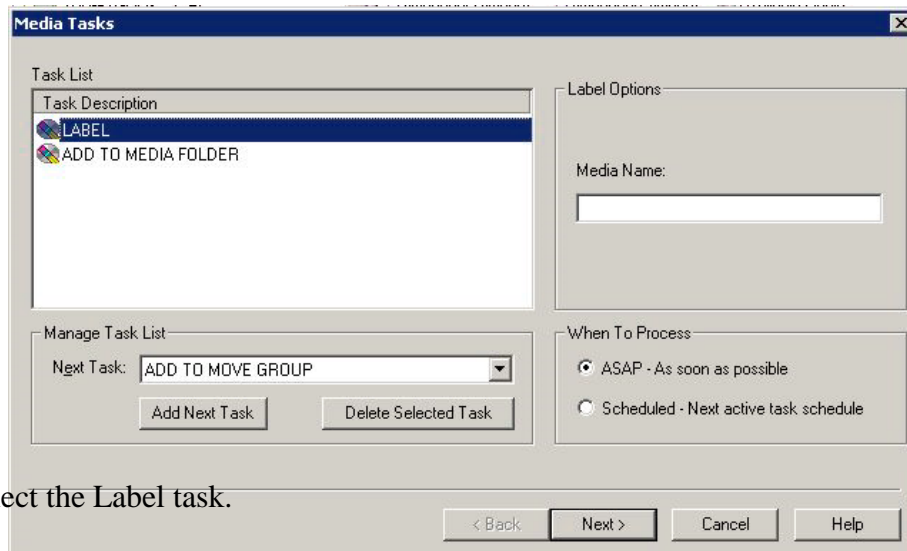 Media Tasks
Task List
Task Description
LABEL
ADD TO MEDIA FOLDER
Label Options
Media Name:
Manage Task List
Next Task: ADD TO MOVE GROUP
Add Next Task Delete Selected Task
When To Process
ASAP - As soon as possible
Scheduled - Next active task schedule
ect the Label task.
< Back Next > Cancel Help